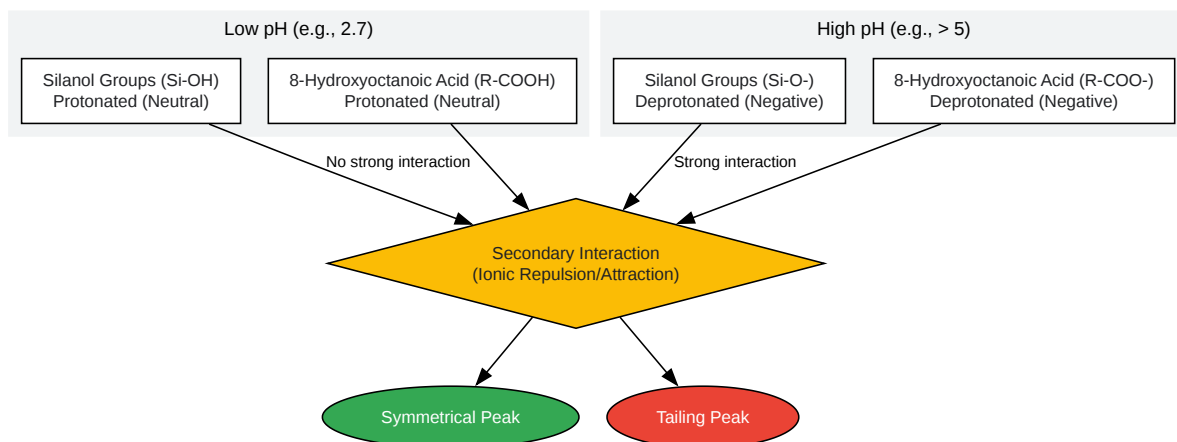 Low pH (e.g., 2.7)
High pH (e.g., > 5)
Silanol Groups (Si-OH)
Protonated (Neutral)
8-Hydroxyoctanoic Acid (R-COOH)
Protonated (Neutral)
Silanol Groups (Si-O-)
Deprotonated (Negative)
8-Hydroxyoctanoic Acid (R-COO-)
Deprotonated (Negative)
No strong interaction
Strong interaction
Secondary Interaction
(Ionic Repulsion/Attraction)
Symmetrical Peak
Tailing Peak